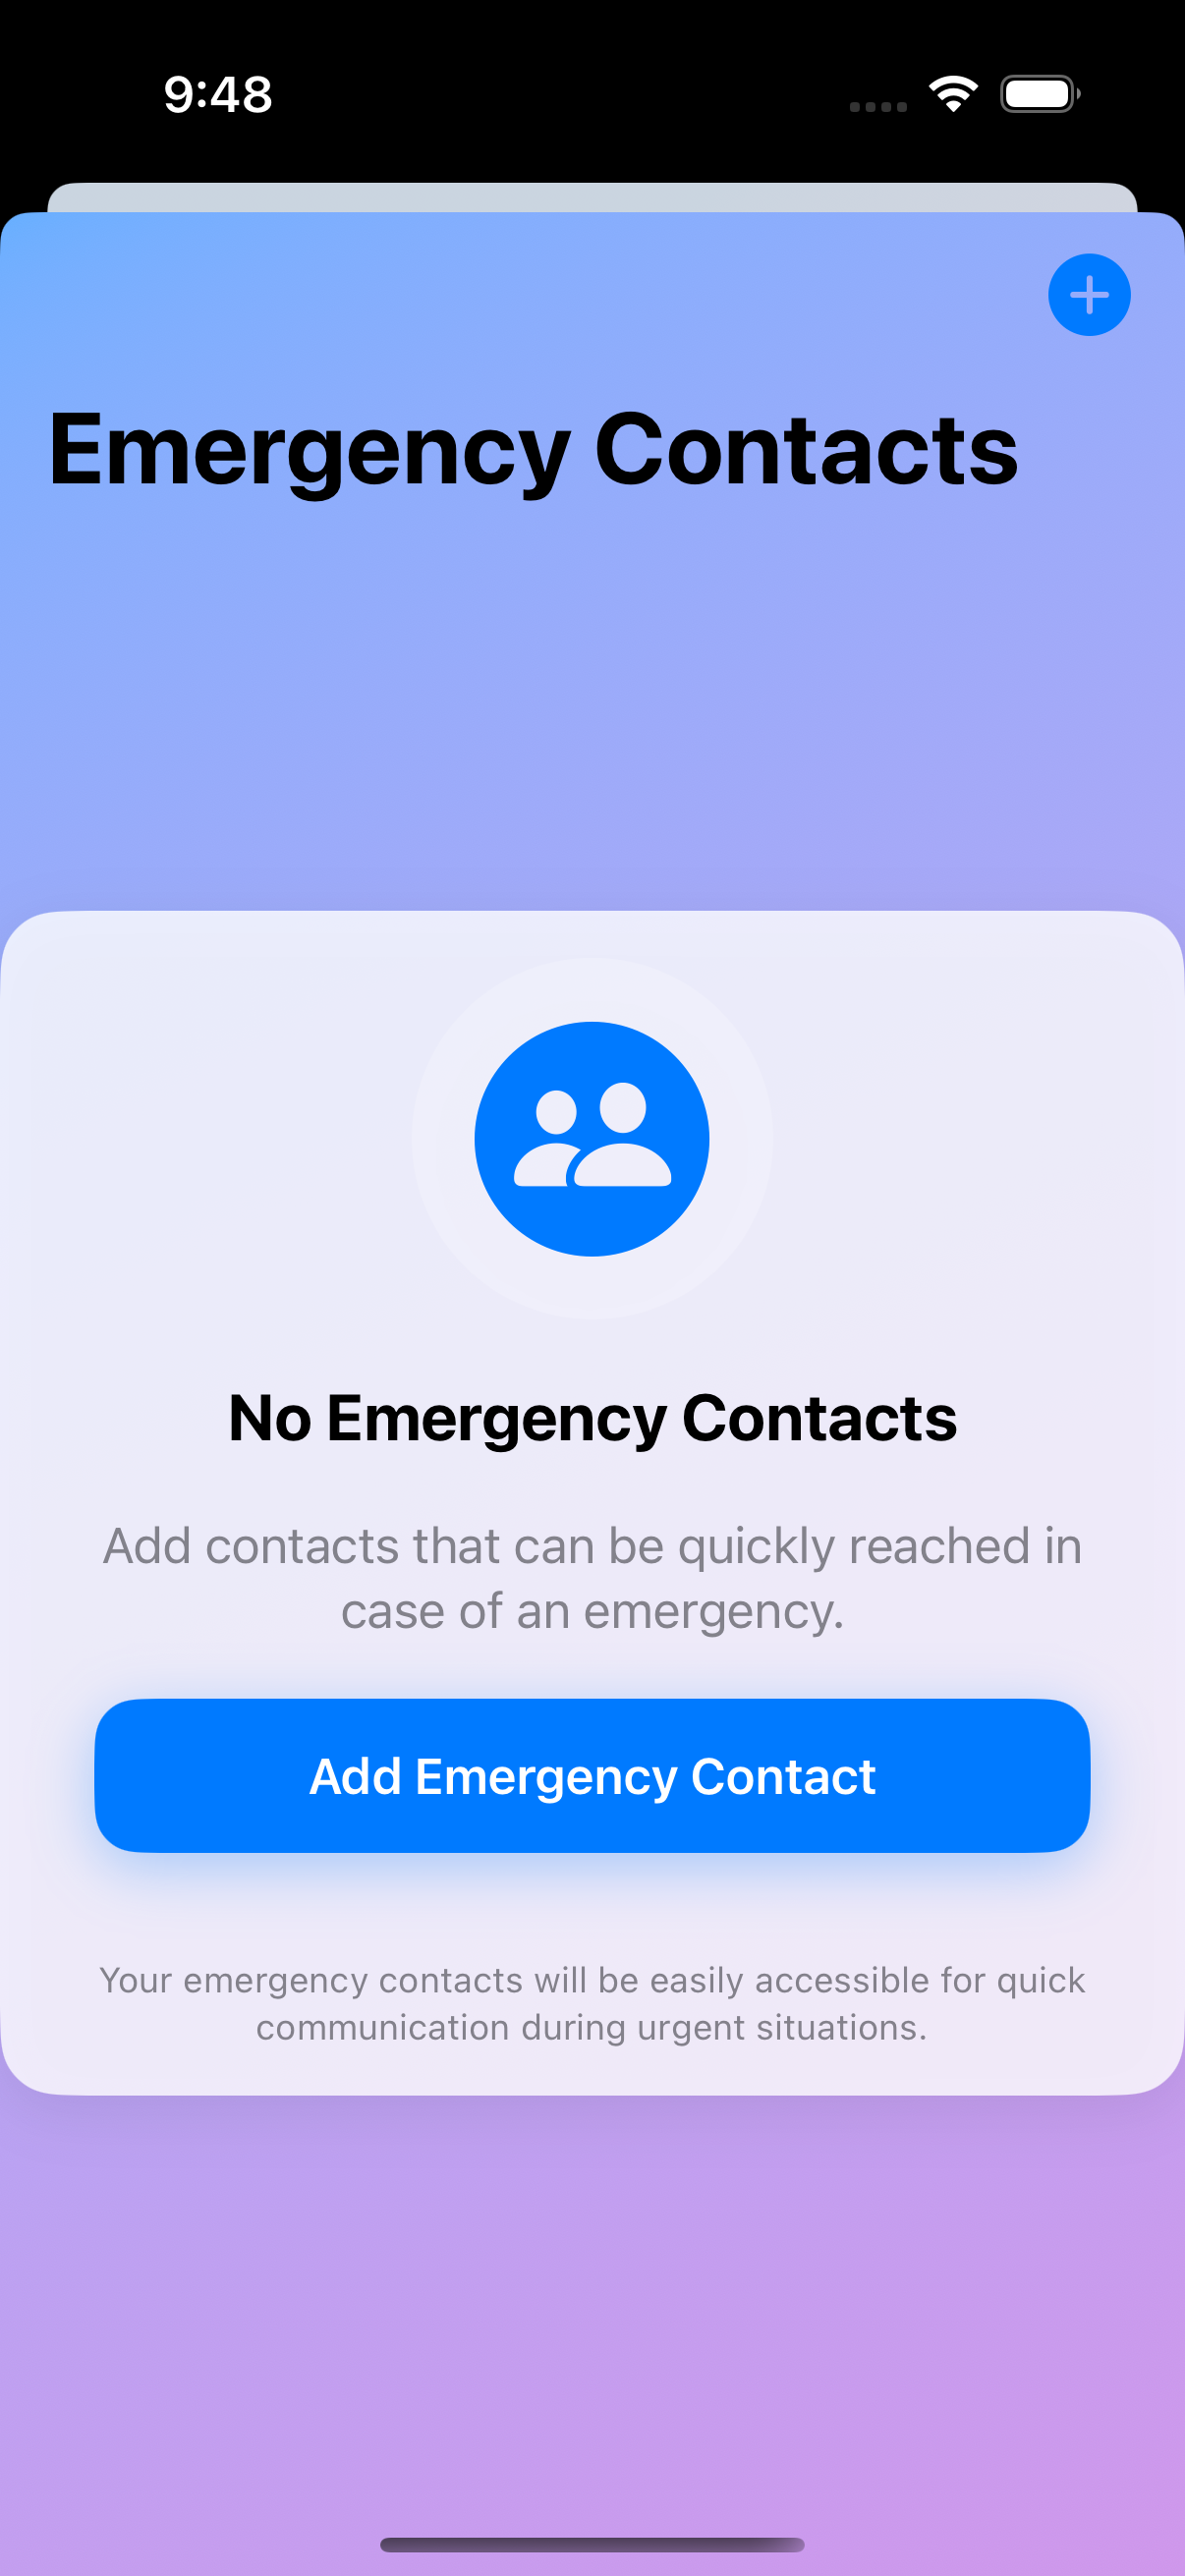 9:48
Emergency Contacts
No Emergency Contacts
Add contacts that can be quickly reached in
case of an emergency.
Add Emergency Contact
Your emergency contacts will be easily accessible for quick
communication during urgent situations.